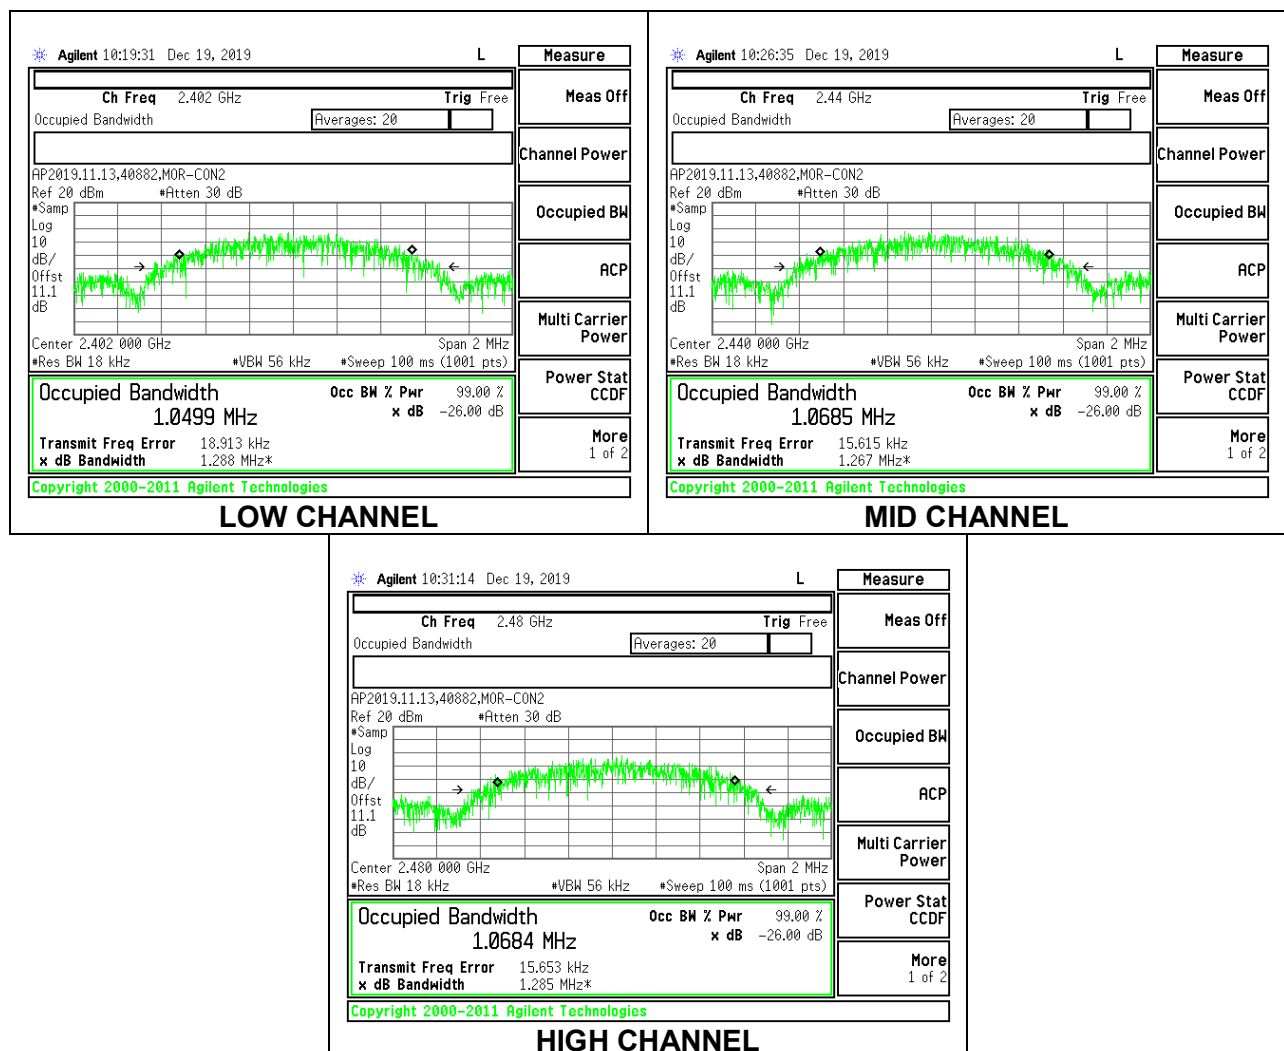 Agilent 10:19:31 Dec 19, 2019 L
Measure
Ch Freq 2.402 GHz Trig Free
Occupied Bandwidth Averages: 20
AP2019.11.13,40882,MOR-CON2
Ref 20 dBm #Atten 30 dB
#Samp
Log
10
dB/
Offst
11.1
dB
Center 2.402 000 GHz Span 2 MHz
#Res BW 18 kHz #VBW 56 kHz #Sweep 100 ms (1001 pts)
Occupied Bandwidth Occ BW % Pwr 99.00 %
1.0499 MHz x dB -26.00 dB
Transmit Freq Error 18.913 kHz
x dB Bandwidth 1.288 MHz*
Copyright 2000-2011 Agilent Technologies
Meas Off
Channel Power
Occupied BW
ACP
Multi Carrier
Power
Power Stat
CCDF
More
1 of 2
LOW CHANNEL
Agilent 10:26:35 Dec 19, 2019 L
Measure
Ch Freq 2.44 GHz Trig Free
Occupied Bandwidth Averages: 20
AP2019.11.13,40882,MOR-CON2
Ref 20 dBm #Atten 30 dB
#Samp
Log
10
dB/
Offst
11.1
dB
Center 2.440 000 GHz Span 2 MHz
#Res BW 18 kHz #VBW 56 kHz #Sweep 100 ms (1001 pts)
Occupied Bandwidth Occ BW % Pwr 99.00 %
1.0685 MHz x dB -26.00 dB
Transmit Freq Error 15.615 kHz
x dB Bandwidth 1.267 MHz*
Copyright 2000-2011 Agilent Technologies
Meas Off
Channel Power
Occupied BW
ACP
Multi Carrier
Power
Power Stat
CCDF
More
1 of 2
MID CHANNEL
Agilent 10:31:14 Dec 19, 2019 L
Measure
Ch Freq 2.48 GHz Trig Free
Occupied Bandwidth Averages: 20
AP2019.11.13,40882,MOR-CON2
Ref 20 dBm #Atten 30 dB
#Samp
Log
10
dB/
Offst
11.1
dB
Center 2.480 000 GHz Span 2 MHz
#Res BW 18 kHz #VBW 56 kHz #Sweep 100 ms (1001 pts)
Occupied Bandwidth Occ BW % Pwr 99.00 %
1.0684 MHz x dB -26.00 dB
Transmit Freq Error 15.653 kHz
x dB Bandwidth 1.285 MHz*
Copyright 2000-2011 Agilent Technologies
Meas Off
Channel Power
Occupied BW
ACP
Multi Carrier
Power
Power Stat
CCDF
More
1 of 2
HIGH CHANNEL